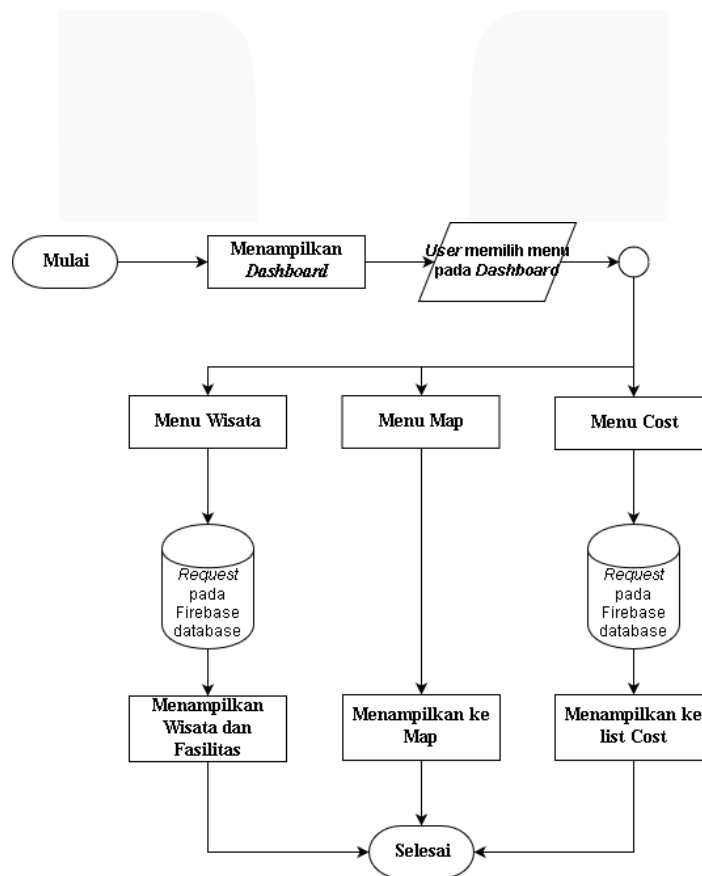 Mulai
Menampilkan
Dashboard
User memilih menu
pada Dashboard
Menu Wisata
Menu Map
Menu Cost
Request
pada
Firebase
database
Request
pada
Firebase
database
Menampilkan
Wisata dan
Fasilitas
Menampilkan ke
Map
Menampilkan ke
list Cost
Selesai